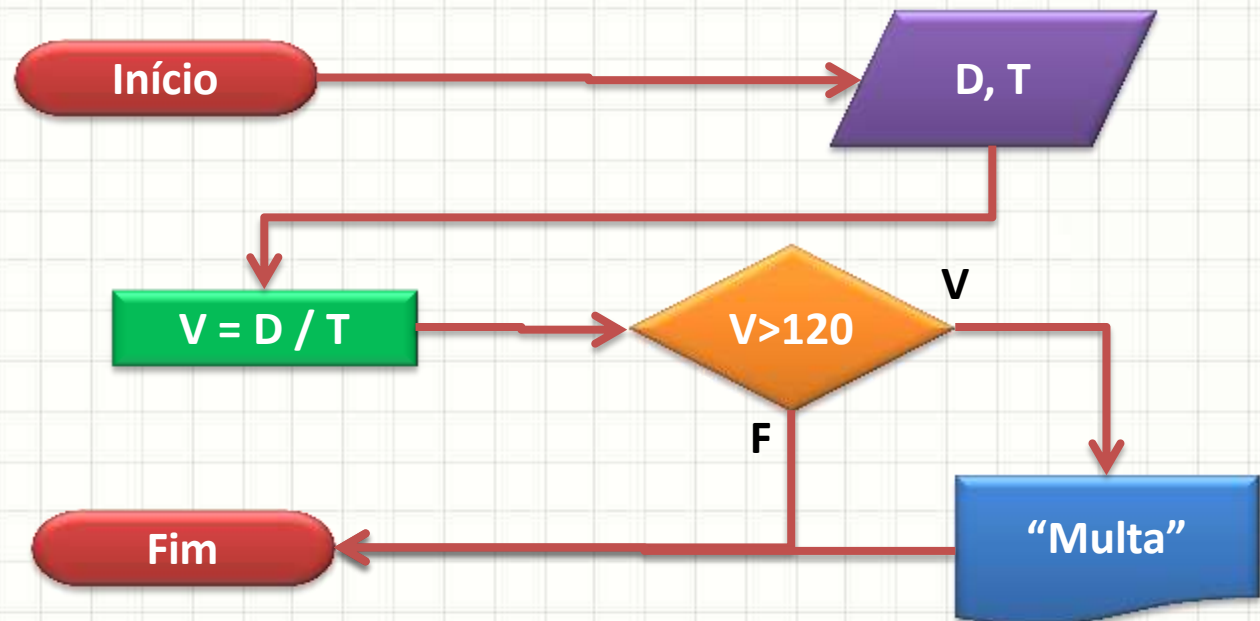 Início
D, T
V = D / T
V>120
V
F
“Multa”
Fim